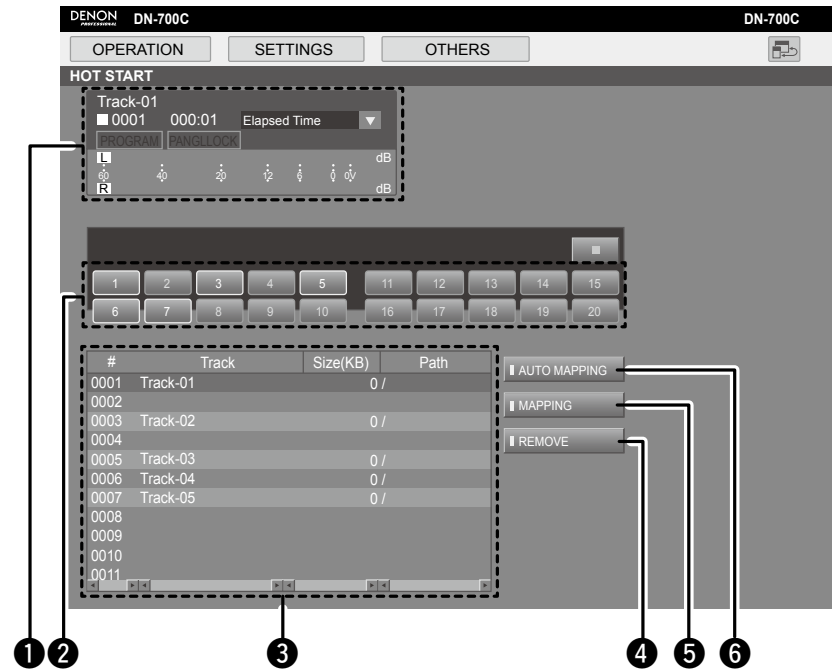 DENON DN-700C DN-700C
PROFESSIONAL
OPERATION SETTINGS OTHERS
HOT START
Track-01
0001 000:01 Elapsed Time
PROGRAM PANGLLOCK
L dB
60 40 20 12 6 0 0V
R dB
1 2 3 4 5 11 12 13 14 15
6 7 8 9 10 16 17 18 19 20
# Track Size(KB) Path
0001 Track-01 0 /
0002
0003 Track-02 0 /
0004
0005 Track-03 0 /
0006 Track-04 0 /
0007 Track-05 0 /
0008
0009
0010
0011
AUTO MAPPING
MAPPING
REMOVE
1 2 3 4 5 6